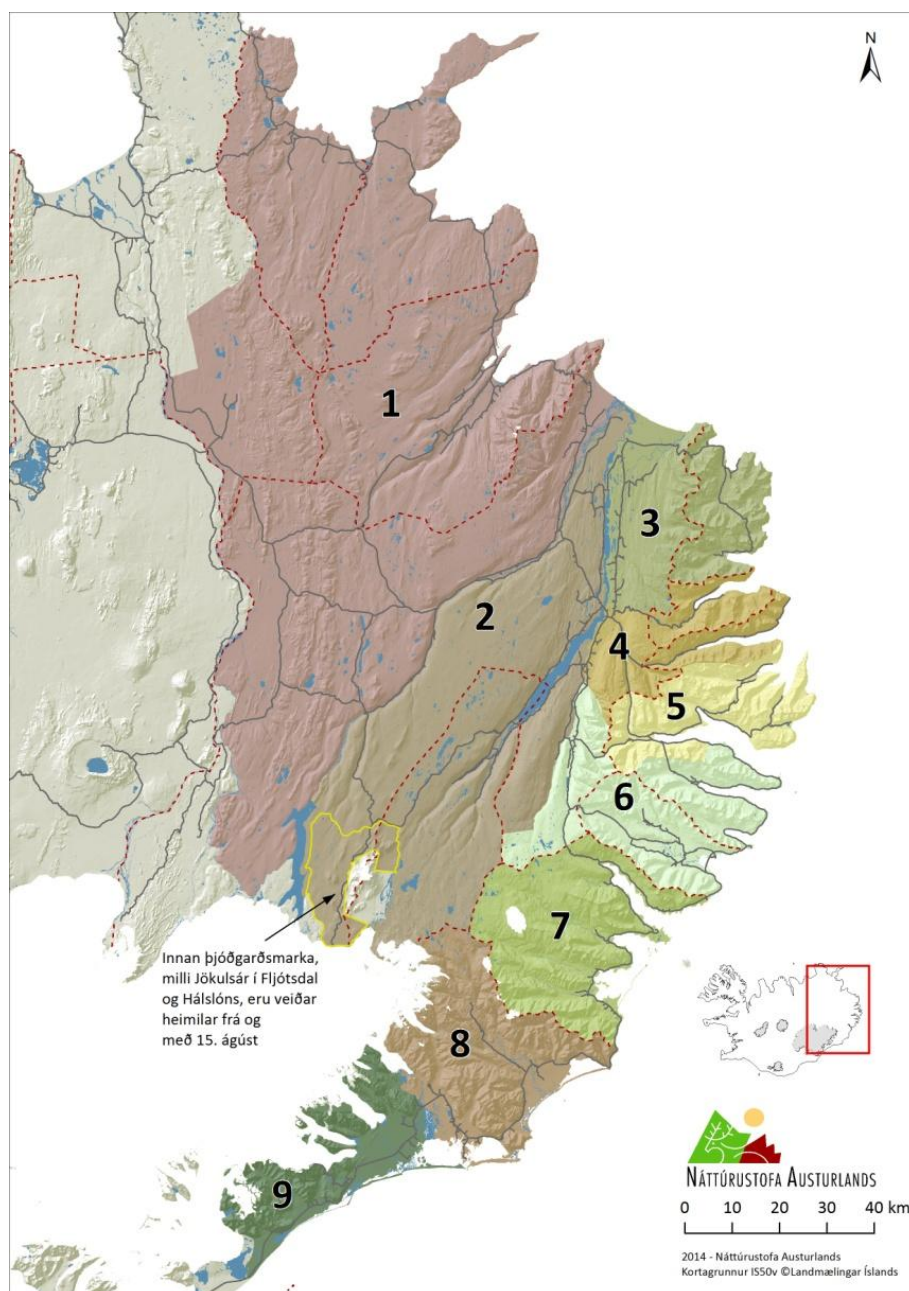 N
1
2
3
4
5
6
7
8
9
Innan þjóðgarðsmarka,
milli Jökulsár í Fljótsdal
og Hálslóns, eru veiðar
heimilar frá og
með 15. ágúst
NÁTTÚRUSTOFA AUSTURLANDS
0 10 20 30 40 km
2014 - Náttúrustofa Austurlands
Kortagrunnur IS50v ©Landmælingar Íslands